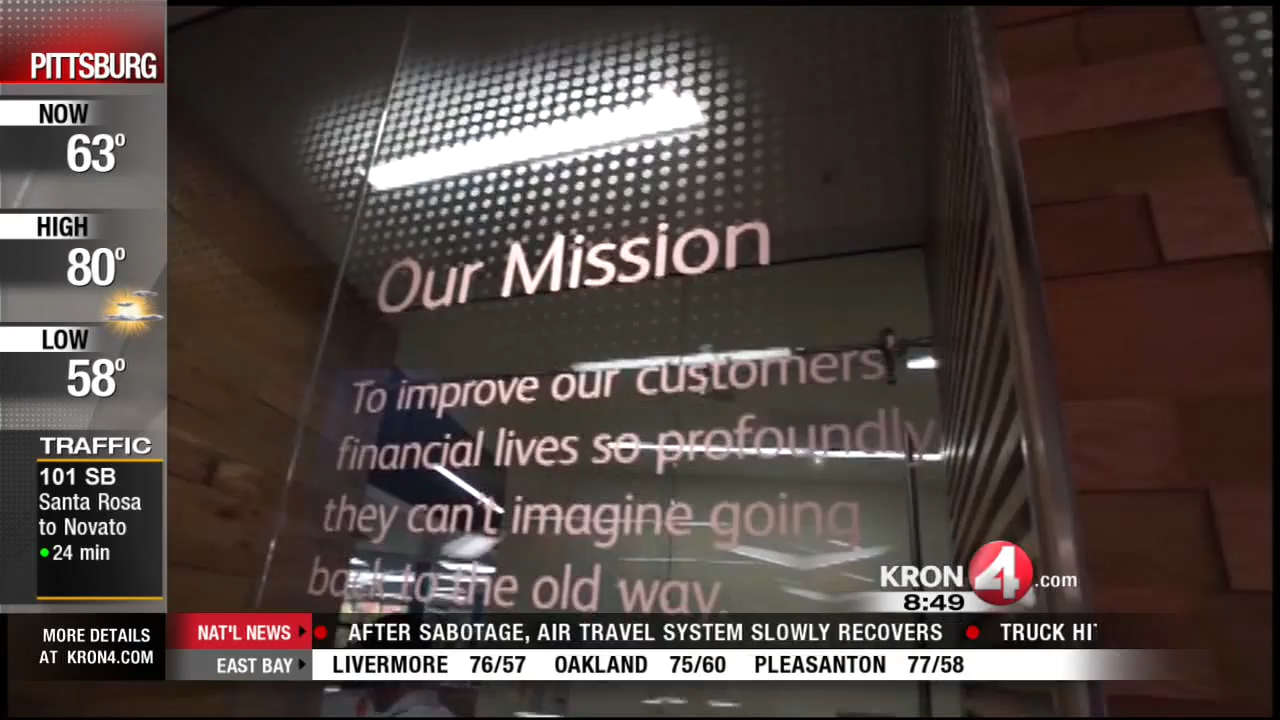 PITTSBURG
NOW
63°
HIGH
80°
LOW
58°
TRAFFIC
101 SB
Santa Rosa
to Novato
24 min
MORE DETAILS
AT KRON4.COM
Our Mission
To improve our customers'
financial lives so profoundly
they can't imagine going
back to the old way.
KRON 4.com
8:49
NAT'L NEWS
AFTER SABOTAGE, AIR TRAVEL SYSTEM SLOWLY RECOVERS
TRUCK
EAST BAY
LIVERMORE 76/57 OAKLAND 75/60 PLEASANTON 77/58